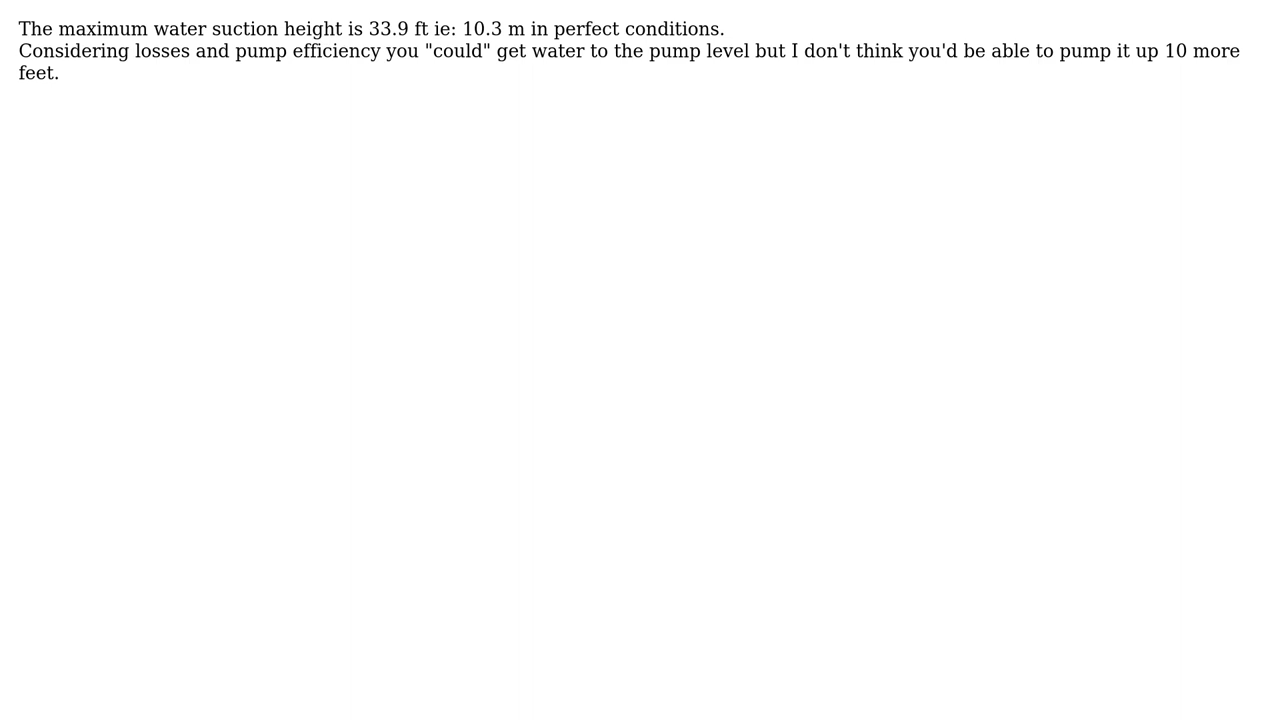 The maximum water suction height is 33.9 ft ie: 10.3 m in perfect conditions.
Considering losses and pump efficiency you "could" get water to the pump level but I don't think you'd be able to pump it up 10 more
feet.